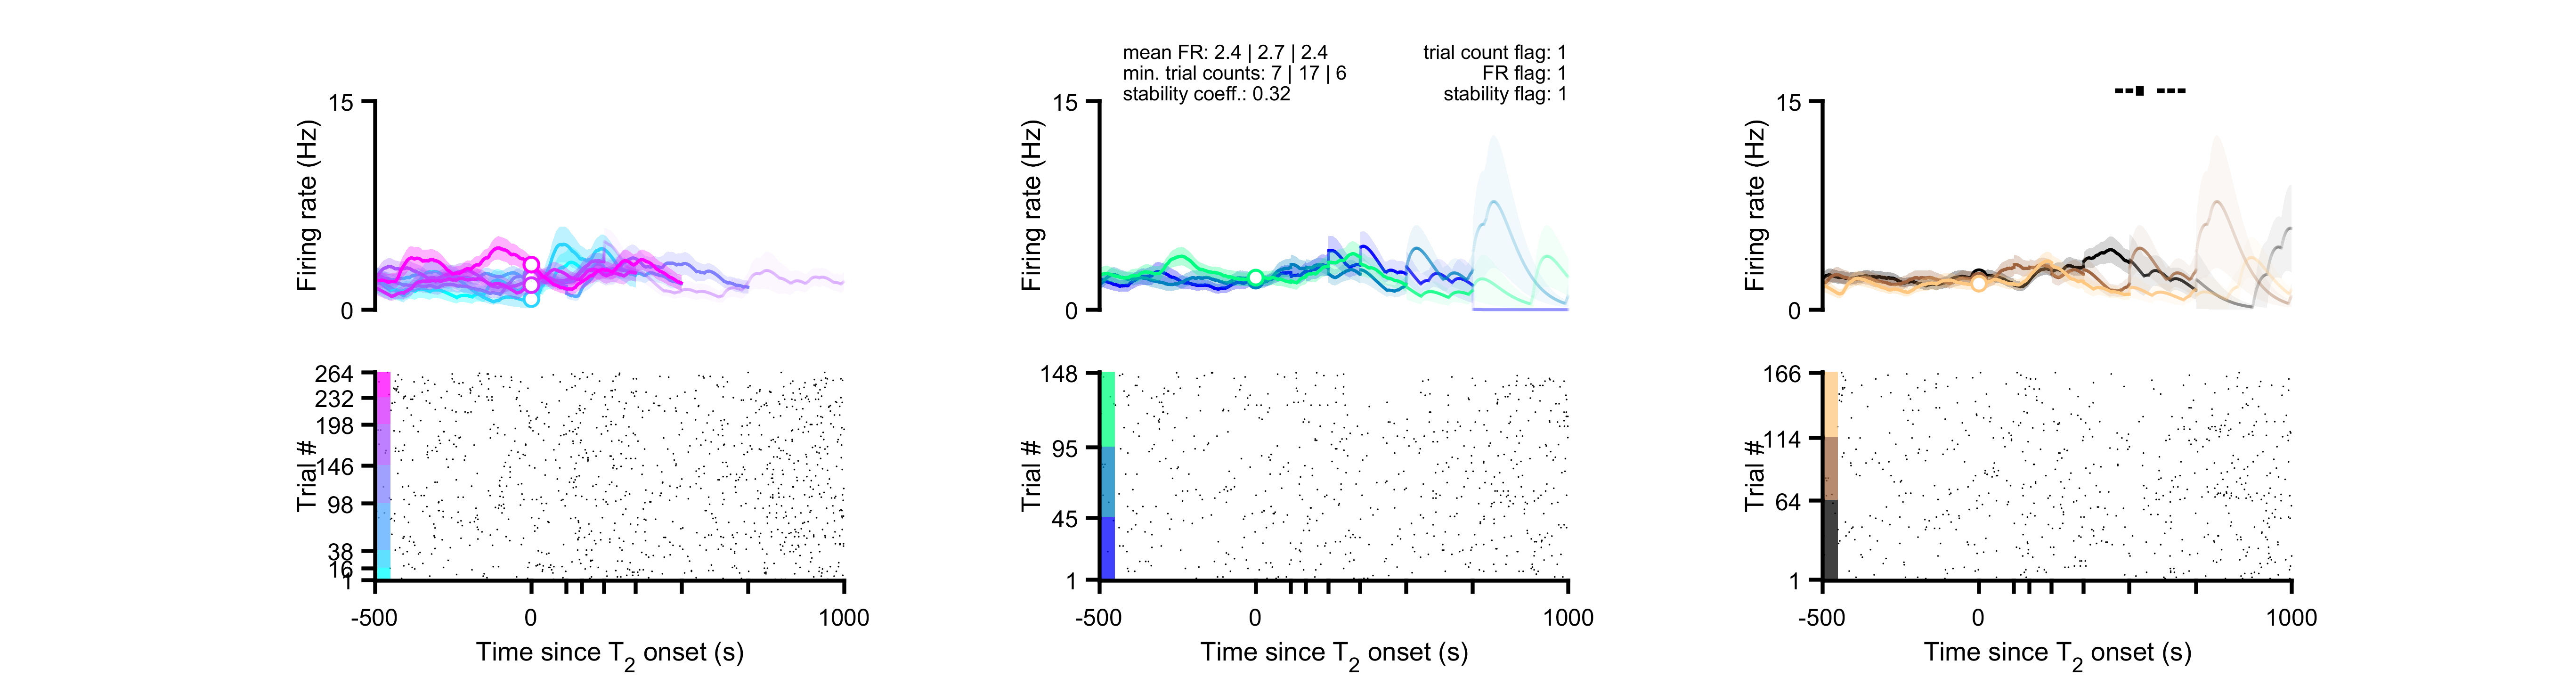 mean FR: 2.4 | 2.7 | 2.4
min. trial counts: 7 | 17 | 6
stability coeff.: 0.32
trial count flag: 1
FR flag: 1
stability flag: 1
15
0
Firing rate (Hz)
264
232
198
146
98
38
16
1
Trial #
-500
0
1000
Time since T2 onset (s)
15
0
Firing rate (Hz)
148
95
45
1
Trial #
-500
0
1000
Time since T2 onset (s)
15
0
Firing rate (Hz)
166
114
64
1
Trial #
-500
0
1000
Time since T2 onset (s)